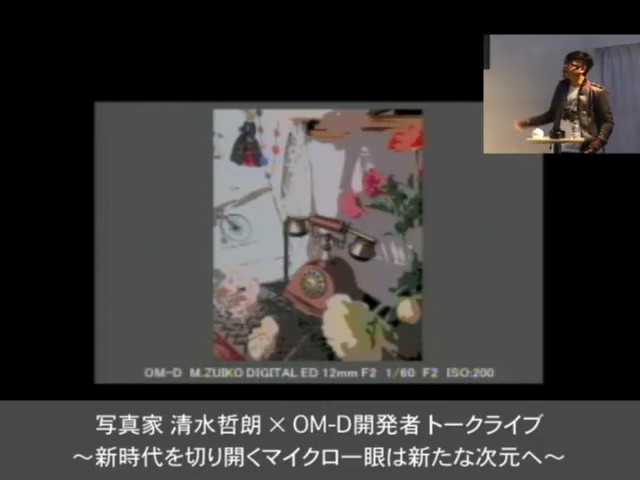 OM-D M.ZUIKO DIGITAL ED 12mm F2 1/60 F2 ISO:200
写真家 清水哲朗 × OM-D開発者 トークライブ
～新時代を切り開くマイクロ一眼は新たな次元へ～